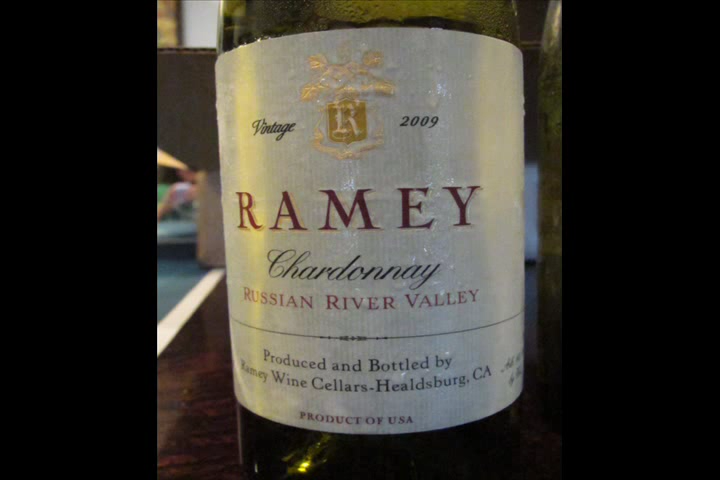 R
Vintage 2009
RAMEY
Chardonnay
RUSSIAN RIVER VALLEY
Produced and Bottled by
Ramey Wine Cellars-Healdsburg, CA
PRODUCT OF USA